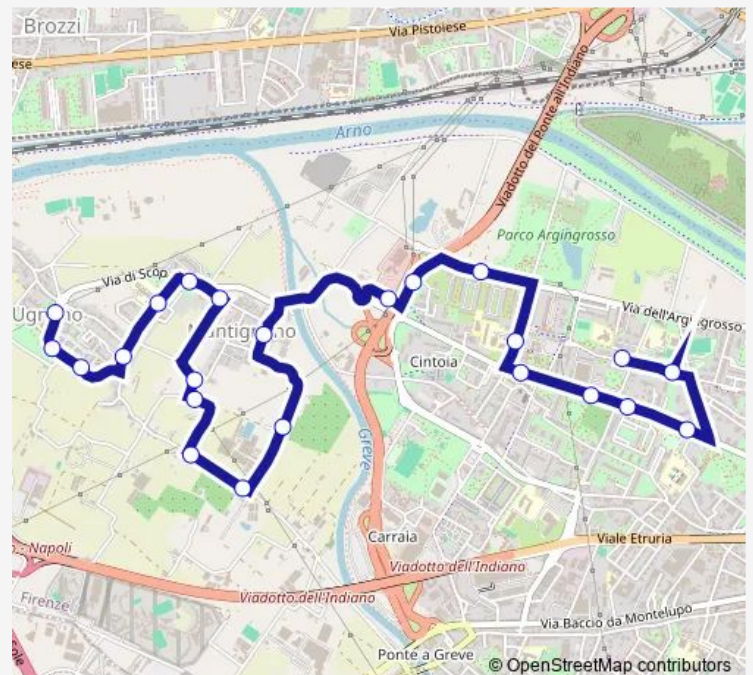 Brozzi
Via Pistoiese
ese
Arno
Viadotto del Ponte all'Indiano
Parco Argingrosso
Via di Scan
Via dell'Argingrosso
Cintoia
Greve
Carraia
Viale Etruria
Napoli
Viadotto dell'Indiano
Viadotto dell'Indiano
Firenze
Via Baccio da Montelupo
Ponte a Greve
ole
© OpenStreetMap contributors